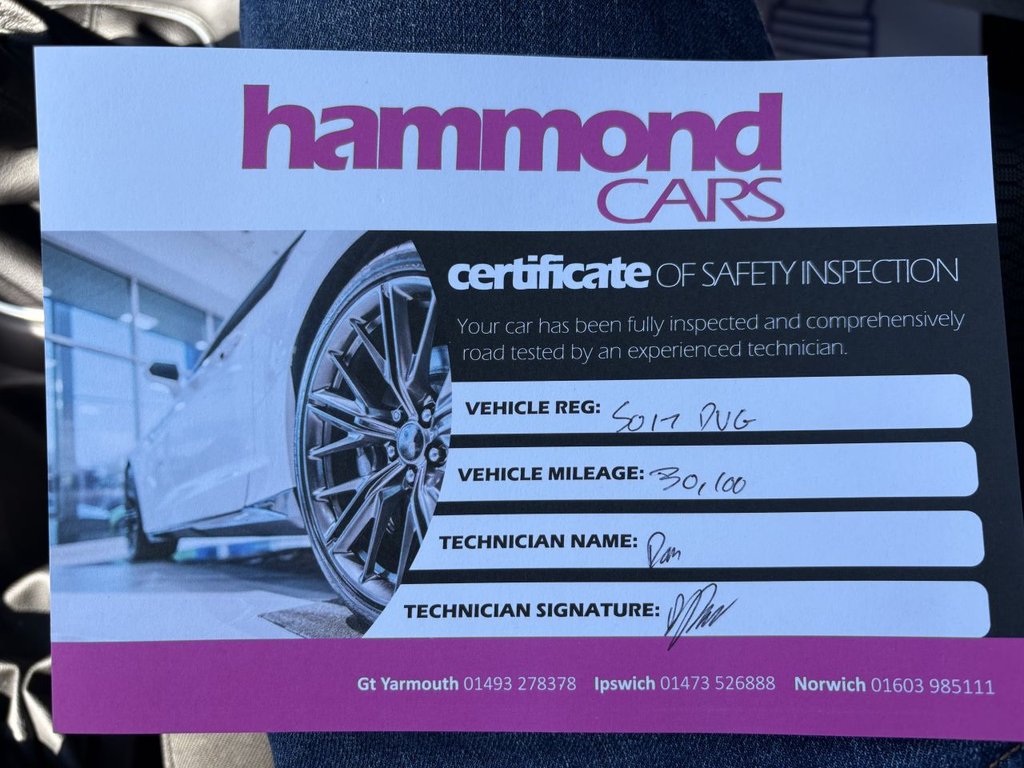 hammond
CARS
certificate OF SAFETY INSPECTION
Your car has been fully inspected and comprehensively
road tested by an experienced technician.
VEHICLE REG: SO17 DVG
VEHICLE MILEAGE: 30,100
TECHNICIAN NAME: Dan
TECHNICIAN SIGNATURE:
Gt Yarmouth 01493 278378 Ipswich 01473 526888 Norwich 01603 985111